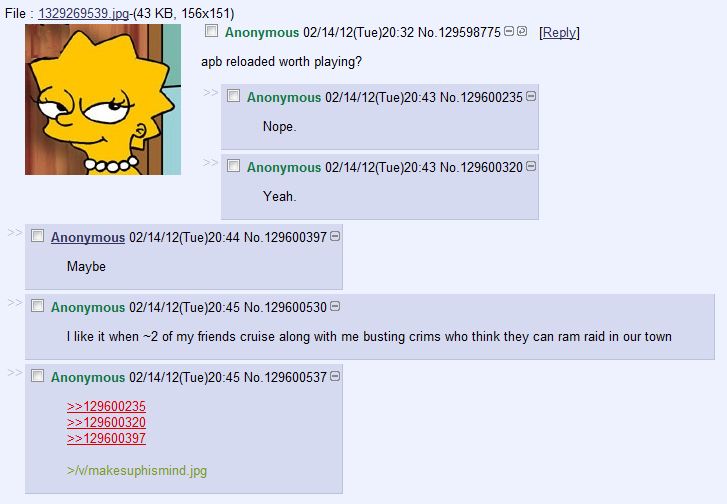 File : 1329269539.jpg-(43 KB, 156x151)
Anonymous 02/14/12(Tue)20:32 No.129598775 [Reply]
apb reloaded worth playing?
>> Anonymous 02/14/12(Tue)20:43 No.129600235
Nope.
>> Anonymous 02/14/12(Tue)20:43 No.129600320
Yeah.
>> Anonymous 02/14/12(Tue)20:44 No.129600397
Maybe
>> Anonymous 02/14/12(Tue)20:45 No.129600530
I like it when ~2 of my friends cruise along with me busting crims who think they can ram raid in our town
>> Anonymous 02/14/12(Tue)20:45 No.129600537
>>129600235
>>129600320
>>129600397
>/v/makesuphismind.jpg